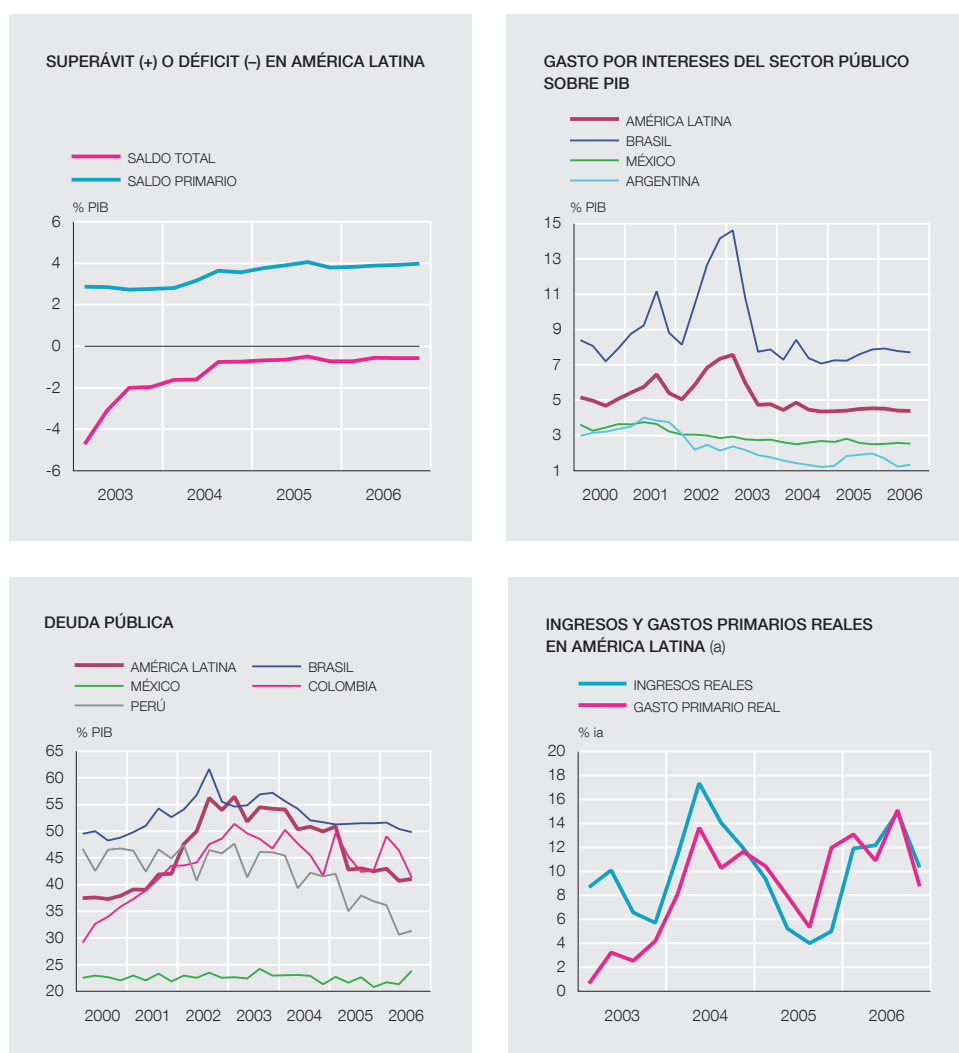 SUPERÁVIT (+) O DÉFICIT (–) EN AMÉRICA LATINA
SALDO TOTAL
SALDO PRIMARIO
% PIB
6
4
2
0
-2
-4
-6
2003 2004 2005 2006
GASTO POR INTERESES DEL SECTOR PÚBLICO
SOBRE PIB
AMÉRICA LATINA
BRASIL
MÉXICO
ARGENTINA
% PIB
15
13
11
9
7
5
3
1
2000 2001 2002 2003 2004 2005 2006
DEUDA PÚBLICA
AMÉRICA LATINA BRASIL
MÉXICO COLOMBIA
PERÚ
% PIB
65
60
55
50
45
40
35
30
25
20
2000 2001 2002 2003 2004 2005 2006
INGRESOS Y GASTOS PRIMARIOS REALES
EN AMÉRICA LATINA (a)
INGRESOS REALES
GASTO PRIMARIO REAL
% ia
20
18
16
14
12
10
8
6
4
2
0
2003 2004 2005 2006